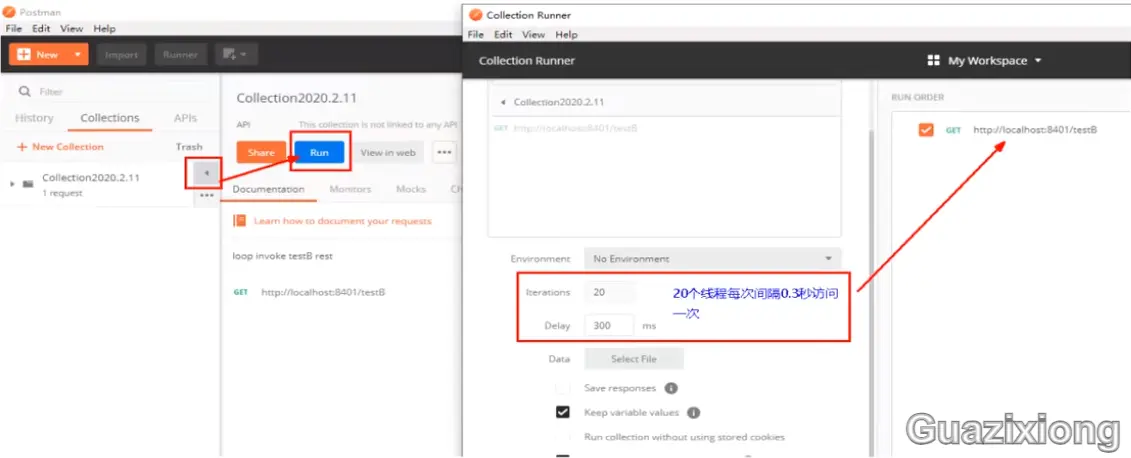 Postman
File Edit View Help
New Import Runner
Filter
History Collections APIs
New Collection Trash
Collection2020.2.11
1 request
Collection2020.2.11
API This collection is not linked to any API
Share Run View in web
Documentation Monitors Mocks
Learn how to document your requests
loop invoke testB rest
GET http://localhost:8401/testB
Collection Runner
File Edit View Help
Collection Runner
My Workspace
Collection2020.2.11
GET http://localhost:8401/testB
Environment No Environment
Iterations 20
Delay 300 ms
20个线程每次间隔0.3秒访问
一次
Data Select File
Save responses
Keep variable values
Run collection without using stored cookies
RUN ORDER
GET http://localhost:8401/testB
Guazixiong